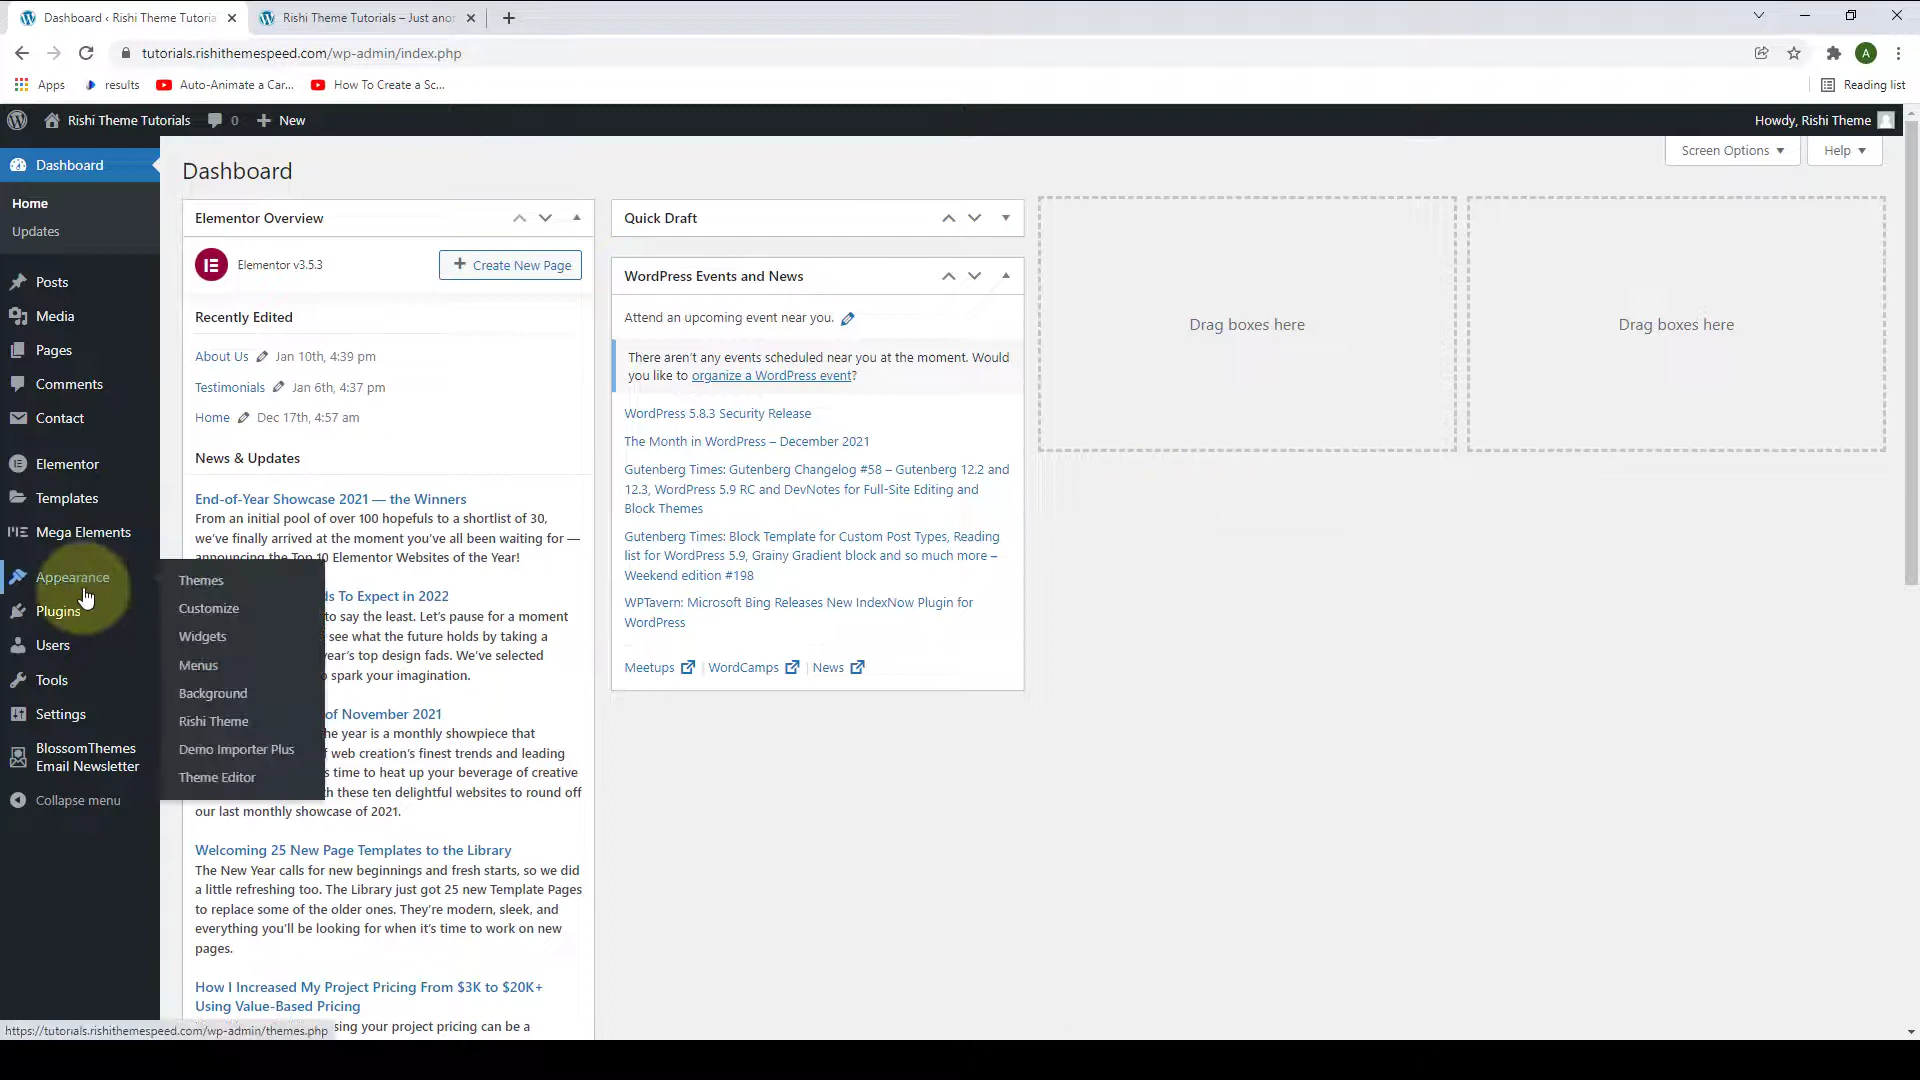 Dashboard ‹ Rishi Theme Tutoria
Rishi Theme Tutorials – Just ano
tutorials.rishithemespeed.com/wp-admin/index.php
A
Apps
results
Auto-Animate a Car...
How To Create a Sc...
Reading list
Rishi Theme Tutorials
0
New
Howdy, Rishi Theme
Dashboard
Home
Updates
Posts
Media
Pages
Comments
Contact
Elementor
Templates
Mega Elements
Appearance
Plugins
Users
Tools
Settings
BlossomThemes
Email Newsletter
Collapse menu
Themes
Customize
Widgets
Menus
Background
Rishi Theme
Demo Importer Plus
Theme Editor
Dashboard
Screen Options
Help
Elementor Overview
Elementor v3.5.3
Create New Page
Recently Edited
About Us Jan 10th, 4:39 pm
Testimonials Jan 6th, 4:37 pm
Home Dec 17th, 4:57 am
News & Updates
End-of-Year Showcase 2021 — the Winners
From an initial pool of over 100 hopefuls to a shortlist of 30,
we've finally arrived at the moment you've all been waiting for —
announcing the Top 10 Elementor Websites of the Year!
ds To Expect in 2022
to say the least. Let's pause for a moment
see what the future holds by taking a
year's top design fads. We've selected
o spark your imagination.
of November 2021
he year is a monthly showpiece that
web creation's finest trends and leading
s time to heat up your beverage of creative
h these ten delightful websites to round off
our last monthly showcase of 2021.
Welcoming 25 New Page Templates to the Library
The New Year calls for new beginnings and fresh starts, so we did
a little refreshing too. The Library just got 25 new Template Pages
to replace some of the older ones. They're modern, sleek, and
everything you'll be looking for when it's time to work on new
pages.
How I Increased My Project Pricing From $3K to $20K+
Using Value-Based Pricing
sing your project pricing can be a
Quick Draft
WordPress Events and News
Attend an upcoming event near you.
There aren't any events scheduled near you at the moment. Would
you like to organize a WordPress event?
WordPress 5.8.3 Security Release
The Month in WordPress – December 2021
Gutenberg Times: Gutenberg Changelog #58 – Gutenberg 12.2 and
12.3, WordPress 5.9 RC and DevNotes for Full-Site Editing and
Block Themes
Gutenberg Times: Block Template for Custom Post Types, Reading
list for WordPress 5.9, Grainy Gradient block and so much more –
Weekend edition #198
WPTavern: Microsoft Bing Releases New IndexNow Plugin for
WordPress
Meetups | WordCamps | News
Drag boxes here
Drag boxes here
https://tutorials.rishithemespeed.com/wp-admin/themes.php